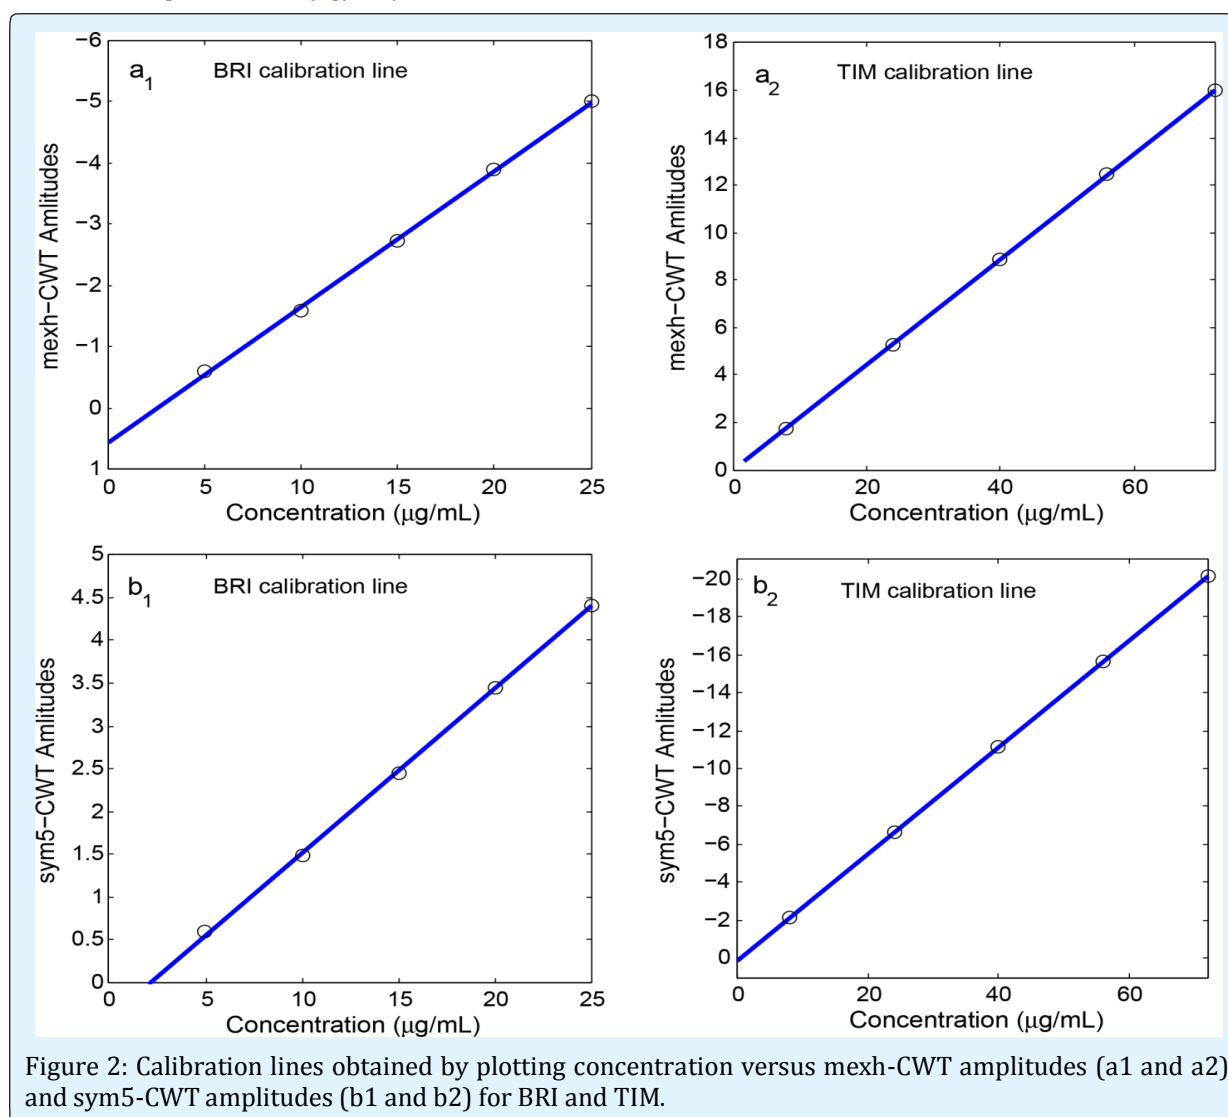 −6
−5
−4
−3
−2
−1
0
1
a1
BRI calibration line
mexh−CWT Amlitudes
0 5 10 15 20 25
Concentration (μg/mL)
18
16
14
12
10
8
6
4
2
0
a2
TIM calibration line
mexh−CWT Amplitudes
0 20 40 60
Concentration (μg/mL)
5
4.5
4
3.5
3
2.5
2
1.5
1
0.5
0
b1
BRI calibration line
sym5−CWT Amlitudes
0 5 10 15 20 25
Concentration (μg/mL)
−20
−18
−16
−14
−12
−10
−8
−6
−4
−2
0
b2
TIM calibration line
sym5−CWT Amlitudes
0 20 40 60
Concentration (μg/mL)
Figure 2: Calibration lines obtained by plotting concentration versus mexh-CWT amplitudes (a1 and a2)
and sym5-CWT amplitudes (b1 and b2) for BRI and TIM.